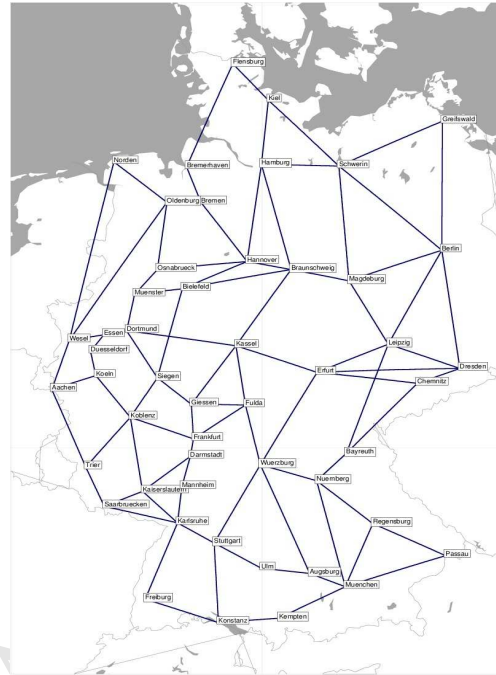 Flensburg
Kiel
Greifswald
Norden
Bremerhaven
Hamburg
Schwerin
Oldenburg
Bremen
Berlin
Osnabrueck
Hannover
Braunschweig
Magdeburg
Muenster
Bielefeld
Wesel
Essen
Dortmund
Kassel
Leipzig
Duesseldorf
Erfurt
Dresden
Aachen
Koeln
Siegen
Chemnitz
Giessen
Fulda
Koblenz
Frankfurt
Darmstadt
Bayreuth
Trier
Wuerzburg
Kaiserslautern
Mannheim
Nuernberg
Saarbruecken
Karlsruhe
Regensburg
Stuttgart
Passau
Ulm
Augsburg
Muenchen
Freiburg
Konstanz
Kempten